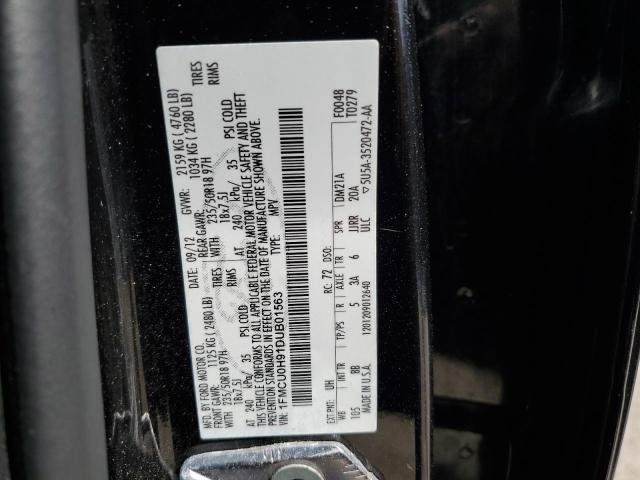 MFD. BY FORD MOTOR CO.
DATE: 09/12 GVWR: 2159 KG ( 4760 LB)
FRONT GAWR: 1125 KG ( 2480 LB) REAR GAWR: 1034 KG ( 2280 LB)
WITH 235/50R18 97H TIRES WITH 235/50R18 97H TIRES
18x7.5J RIMS 18x7.5J RIMS
AT 240 kPa/ 35 PSI COLD AT 240 kPa/ 35 PSI COLD
THIS VEHICLE CONFORMS TO ALL APPLICABLE FEDERAL MOTOR VEHICLE SAFETY AND THEFT
PREVENTION STANDARDS IN EFFECT ON THE DATE OF MANUFACTURE SHOWN ABOVE.
VIN: 1FMCU0H91DUB01563 TYPE: MPV
F0048
T0279
EXT PNT: UH RC: 72 DSO:
WB INT TR TP/PS R AXLE TR SPR DM21A
105 BB 5 3A 6 JJRR 20A
MADE IN U.S.A. 1201209012640 ULC ▽5U5A-3520472-AA